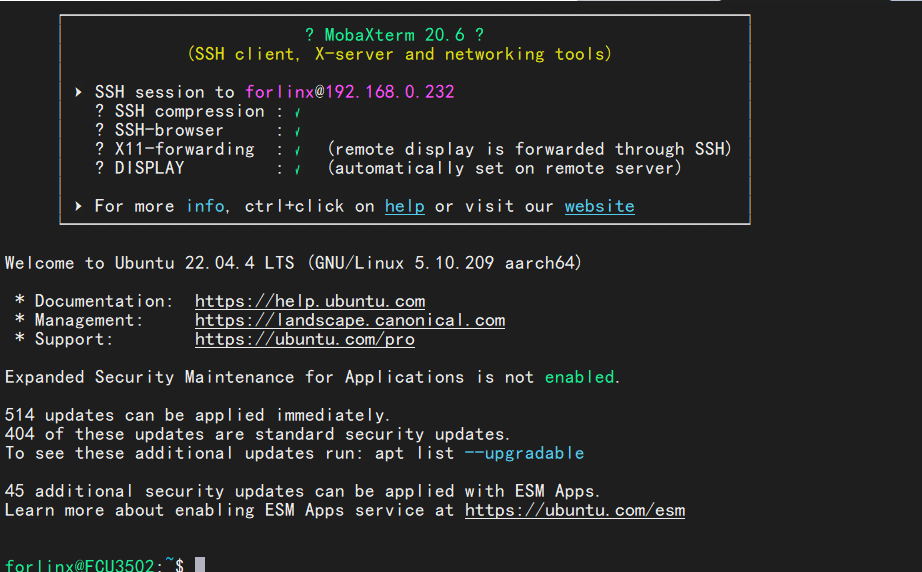 ? MobaXterm 20.6 ?
(SSH client, X-server and networking tools)
➤ SSH session to forlinx@192.168.0.232
? SSH compression : ✓
? SSH-browser : ✓
? X11-forwarding : ✓ (remote display is forwarded through SSH)
? DISPLAY : ✓ (automatically set on remote server)
➤ For more info, ctrl+click on help or visit our website
Welcome to Ubuntu 22.04.4 LTS (GNU/Linux 5.10.209 aarch64)
* Documentation: https://help.ubuntu.com
* Management: https://landscape.canonical.com
* Support: https://ubuntu.com/pro
Expanded Security Maintenance for Applications is not enabled.
514 updates can be applied immediately.
404 of these updates are standard security updates.
To see these additional updates run: apt list --upgradable
45 additional security updates can be applied with ESM Apps.
Learn more about enabling ESM Apps service at https://ubuntu.com/esm
forlinx@FCU3502:~$